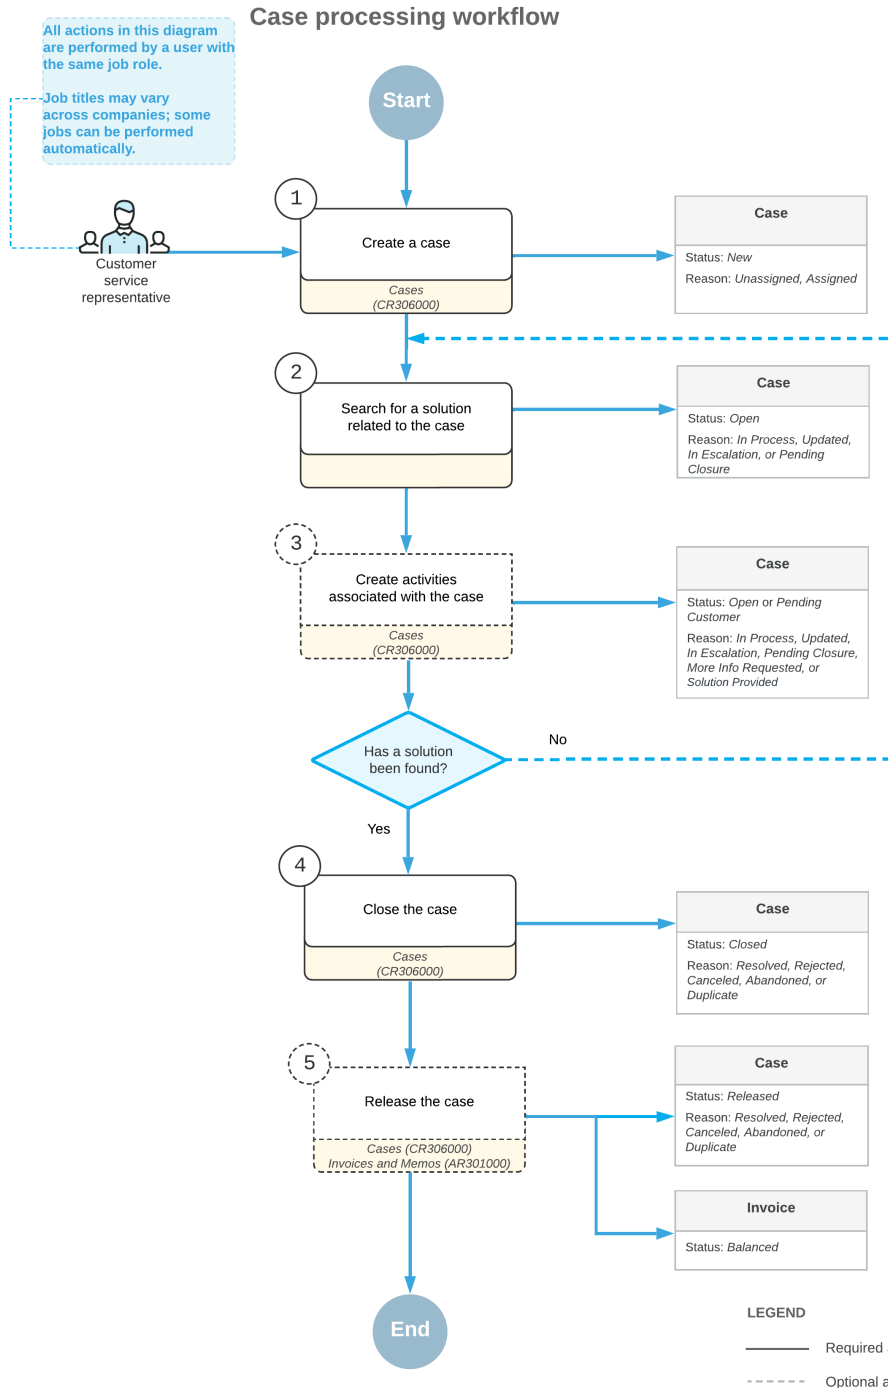 Case processing workflow
All actions in this diagram
are performed by a user with
the same job role.
Job titles may vary
across companies; some
jobs can be performed
automatically.
Start
Customer
service
representative
1
Create a case
Cases
(CR306000)
Case
Status: New
Reason: Unassigned, Assigned
2
Search for a solution
related to the case
Case
Status: Open
Reason: In Process, Updated,
In Escalation, or Pending
Closure
3
Create activities
associated with the case
Cases
(CR306000)
Case
Status: Open or Pending
Customer
Reason: In Process, Updated,
In Escalation, Pending Closure,
More Info Requested, or
Solution Provided
Has a solution
been found?
No
Yes
4
Close the case
Cases
(CR306000)
Case
Status: Closed
Reason: Resolved, Rejected,
Canceled, Abandoned, or
Duplicate
5
Release the case
Cases (CR306000)
Invoices and Memos (AR301000)
Case
Status: Released
Reason: Resolved, Rejected,
Canceled, Abandoned, or
Duplicate
Invoice
Status: Balanced
End
LEGEND
Required
Optional